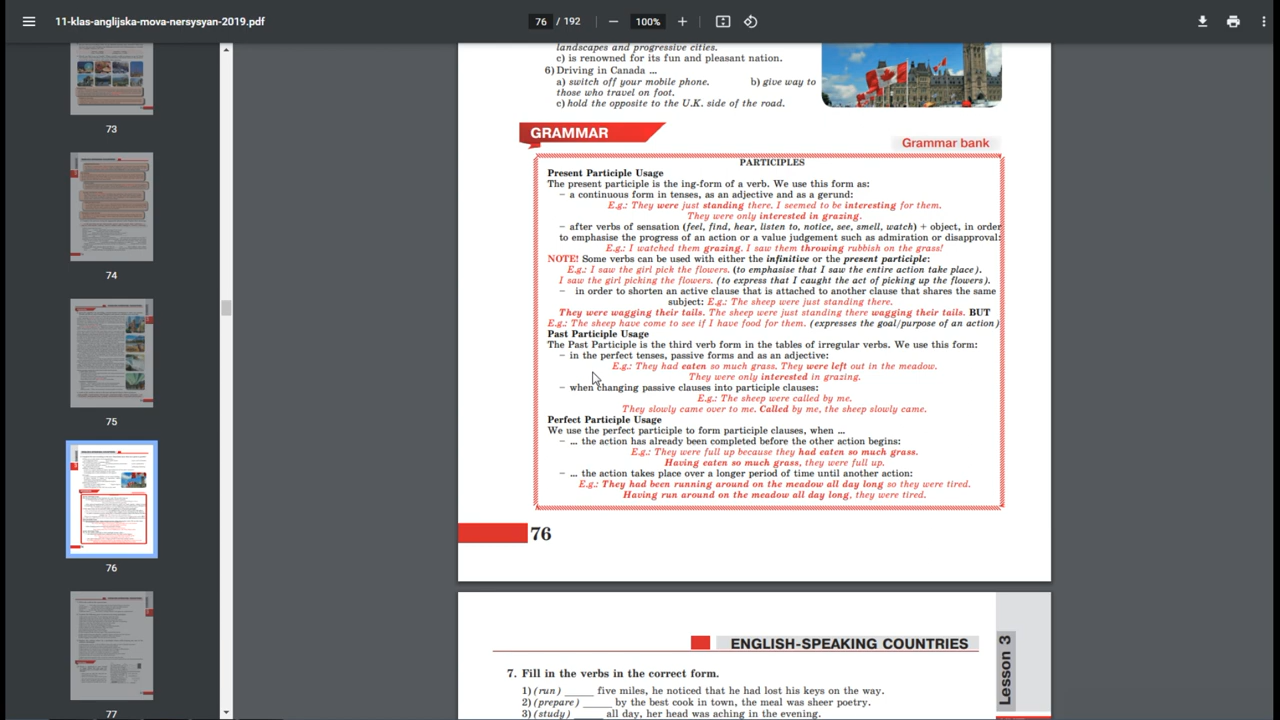 11-klas-anglijska-mova-nersysyan-2019.pdf
76 / 192
100%
73
74
75
76
77
landscapes and progressive cities.
c) is renowned for its fun and pleasant nation.
6) Driving in Canada ...
a) switch off your mobile phone. b) give way to
those who travel on foot.
c) hold the opposite to the U.K. side of the road.
GRAMMAR
Grammar bank
PARTICIPLES
Present Participle Usage
The present participle is the ing-form of a verb. We use this form as:
– a continuous form in tenses, as an adjective and as a gerund:
E.g.: They were just standing there. I seemed to be interesting for them.
They were only interested in grazing.
– after verbs of sensation (feel, find, hear, listen to, notice, see, smell, watch) + object, in order
to emphasise the progress of an action or a value judgement such as admiration or disapproval:
E.g.: I watched them grazing. I saw them throwing rubbish on the grass!
NOTE! Some verbs can be used with either the infinitive or the present participle:
E.g.: I saw the girl pick the flowers. (to emphasise that I saw the entire action take place).
I saw the girl picking the flowers. (to express that I caught the act of picking up the flowers).
– in order to shorten an active clause that is attached to another clause that shares the same
subject: E.g.: The sheep were just standing there.
They were wagging their tails. The sheep were just standing there wagging their tails. BUT
E.g.: The sheep have come to see if I have food for them. (expresses the goal/purpose of an action)
Past Participle Usage
The Past Participle is the third verb form in the tables of irregular verbs. We use this form:
– in the perfect tenses, passive forms and as an adjective:
E.g.: They had eaten so much grass. They were left out in the meadow.
They were only interested in grazing.
– when changing passive clauses into participle clauses:
E.g.: The sheep were called by me.
They slowly came over to me. Called by me, the sheep slowly came.
Perfect Participle Usage
We use the perfect participle to form participle clauses, when ...
– ... the action has already been completed before the other action begins:
E.g.: They were full up because they had eaten so much grass.
Having eaten so much grass, they were full up.
– ... the action takes place over a longer period of time until another action:
E.g.: They had been running around on the meadow all day long so they were tired.
Having run around on the meadow all day long, they were tired.
76
ENGLISH-SPEAKING COUNTRIES
Lesson 3
7. Fill in the verbs in the correct form.
1) (run) _____ five miles, he noticed that he had lost his keys on the way.
2) (prepare) _____ by the best cook in town, the meal was sheer poetry.
3) (study) _____ all day, her head was aching in the evening.